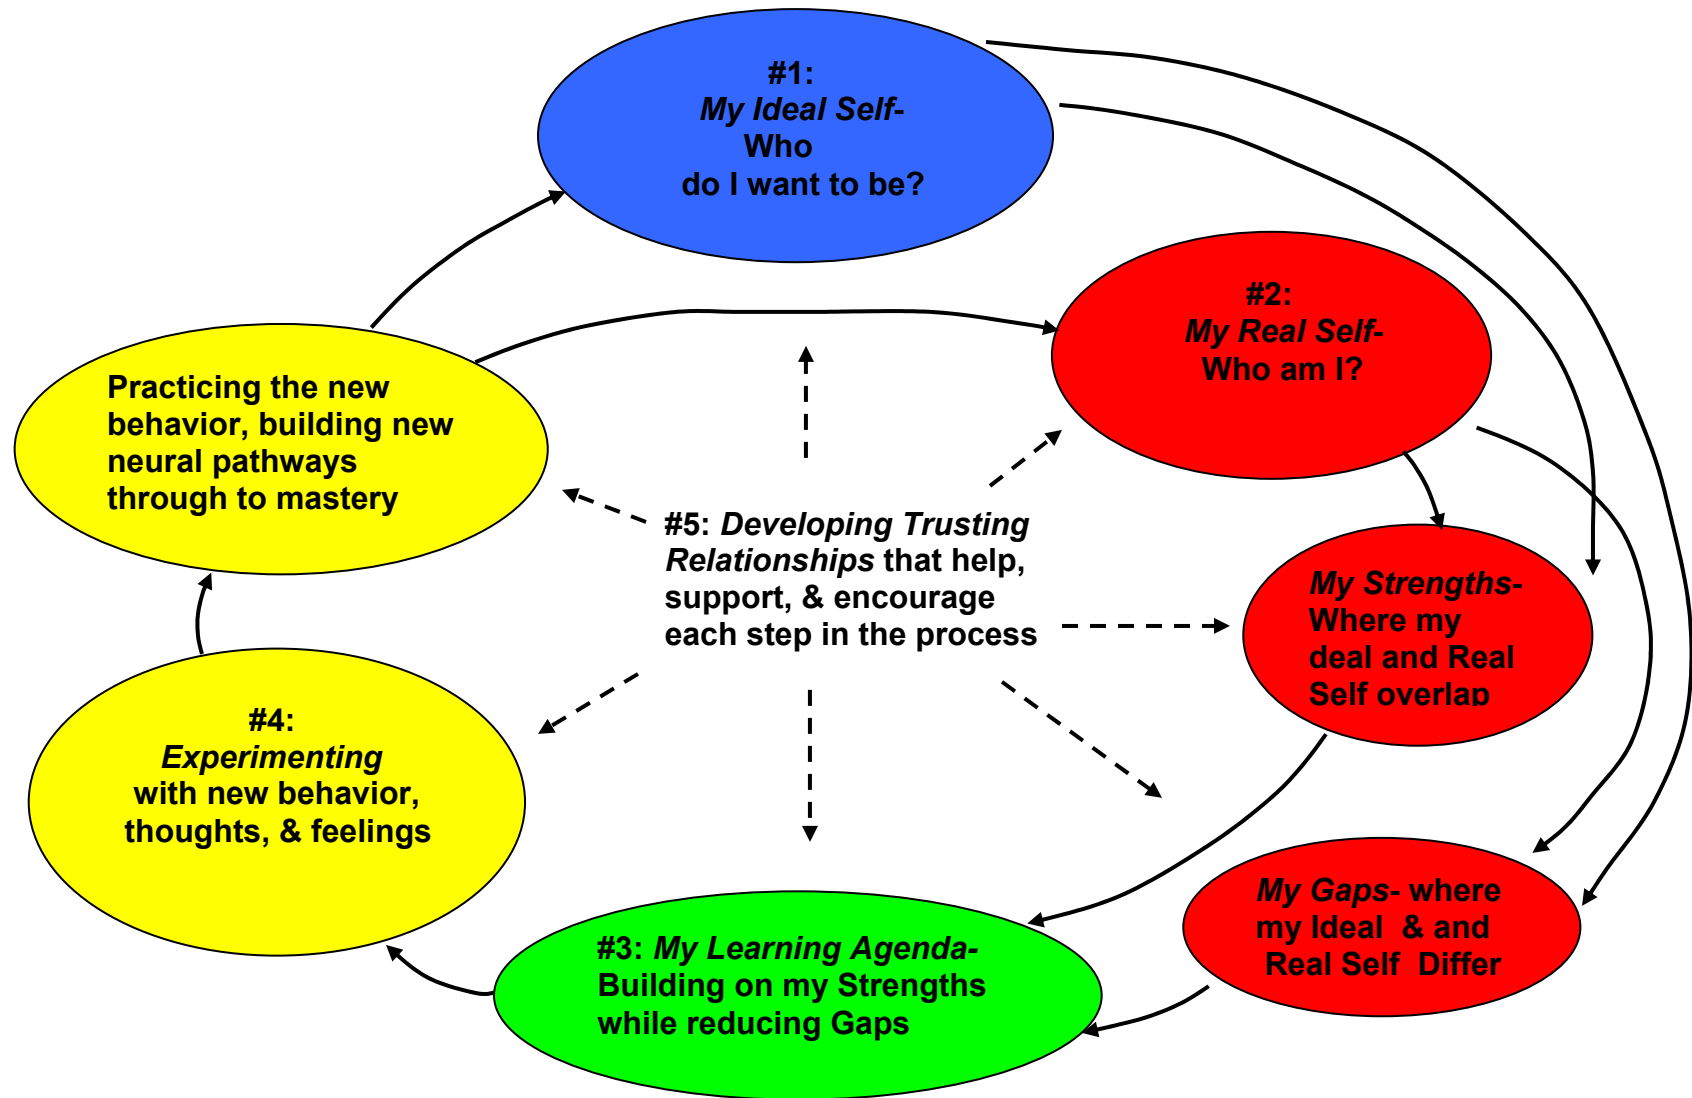 #1:
My Ideal Self-
Who
do I want to be?
#2:
My Real Self-
Who am I?
Practicing the new
behavior, building new
neural pathways
through to mastery
#5: Developing Trusting
Relationships that help,
support, & encourage
each step in the process
My Strengths-
Where my
deal and Real
Self overlap
#4:
Experimenting
with new behavior,
thoughts, & feelings
My Gaps- where
my Ideal & and
Real Self Differ
#3: My Learning Agenda-
Building on my Strengths
while reducing Gaps